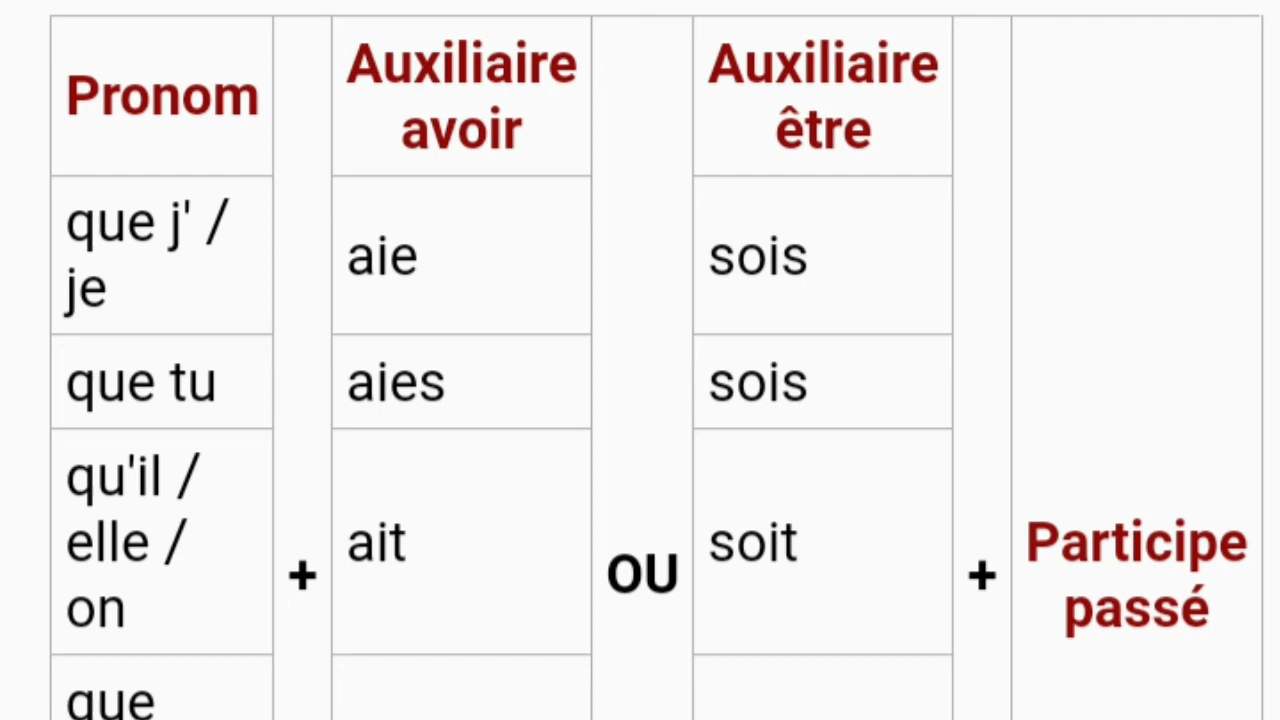 Pronom
Auxiliaire
avoir
Auxiliaire
être
que j' /
je
aie
sois
que tu
aies
sois
qu'il /
elle /
on
+
ait
OU
soit
+
Participe
passé
que